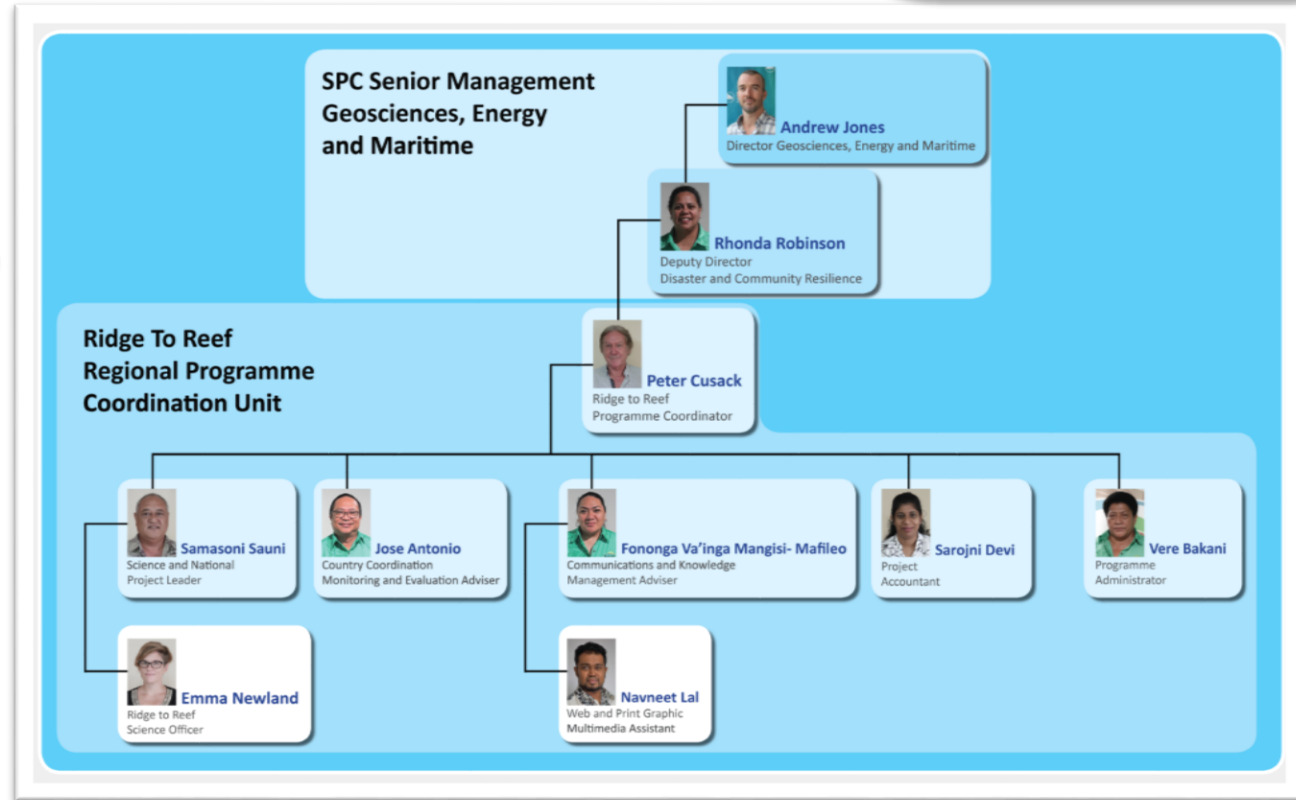 SPC Senior Management
Geosciences, Energy
and Maritime
Andrew Jones
Director Geosciences, Energy and Maritime
Rhonda Robinson
Deputy Director
Disaster and Community Resilience
Ridge To Reef
Regional Programme
Coordination Unit
Peter Cusack
Ridge to Reef
Programme Coordinator
Samasoni Sauni
Science and National
Project Leader
Jose Antonio
Country Coordination
Monitoring and Evaluation Adviser
Fononga Va'inga Mangisi- Mafileo
Communications and Knowledge
Management Adviser
Sarojni Devi
Project
Accountant
Vere Bakani
Programme
Administrator
Emma Newland
Ridge to Reef
Science Officer
Navneet Lal
Web and Print Graphic
Multimedia Assistant